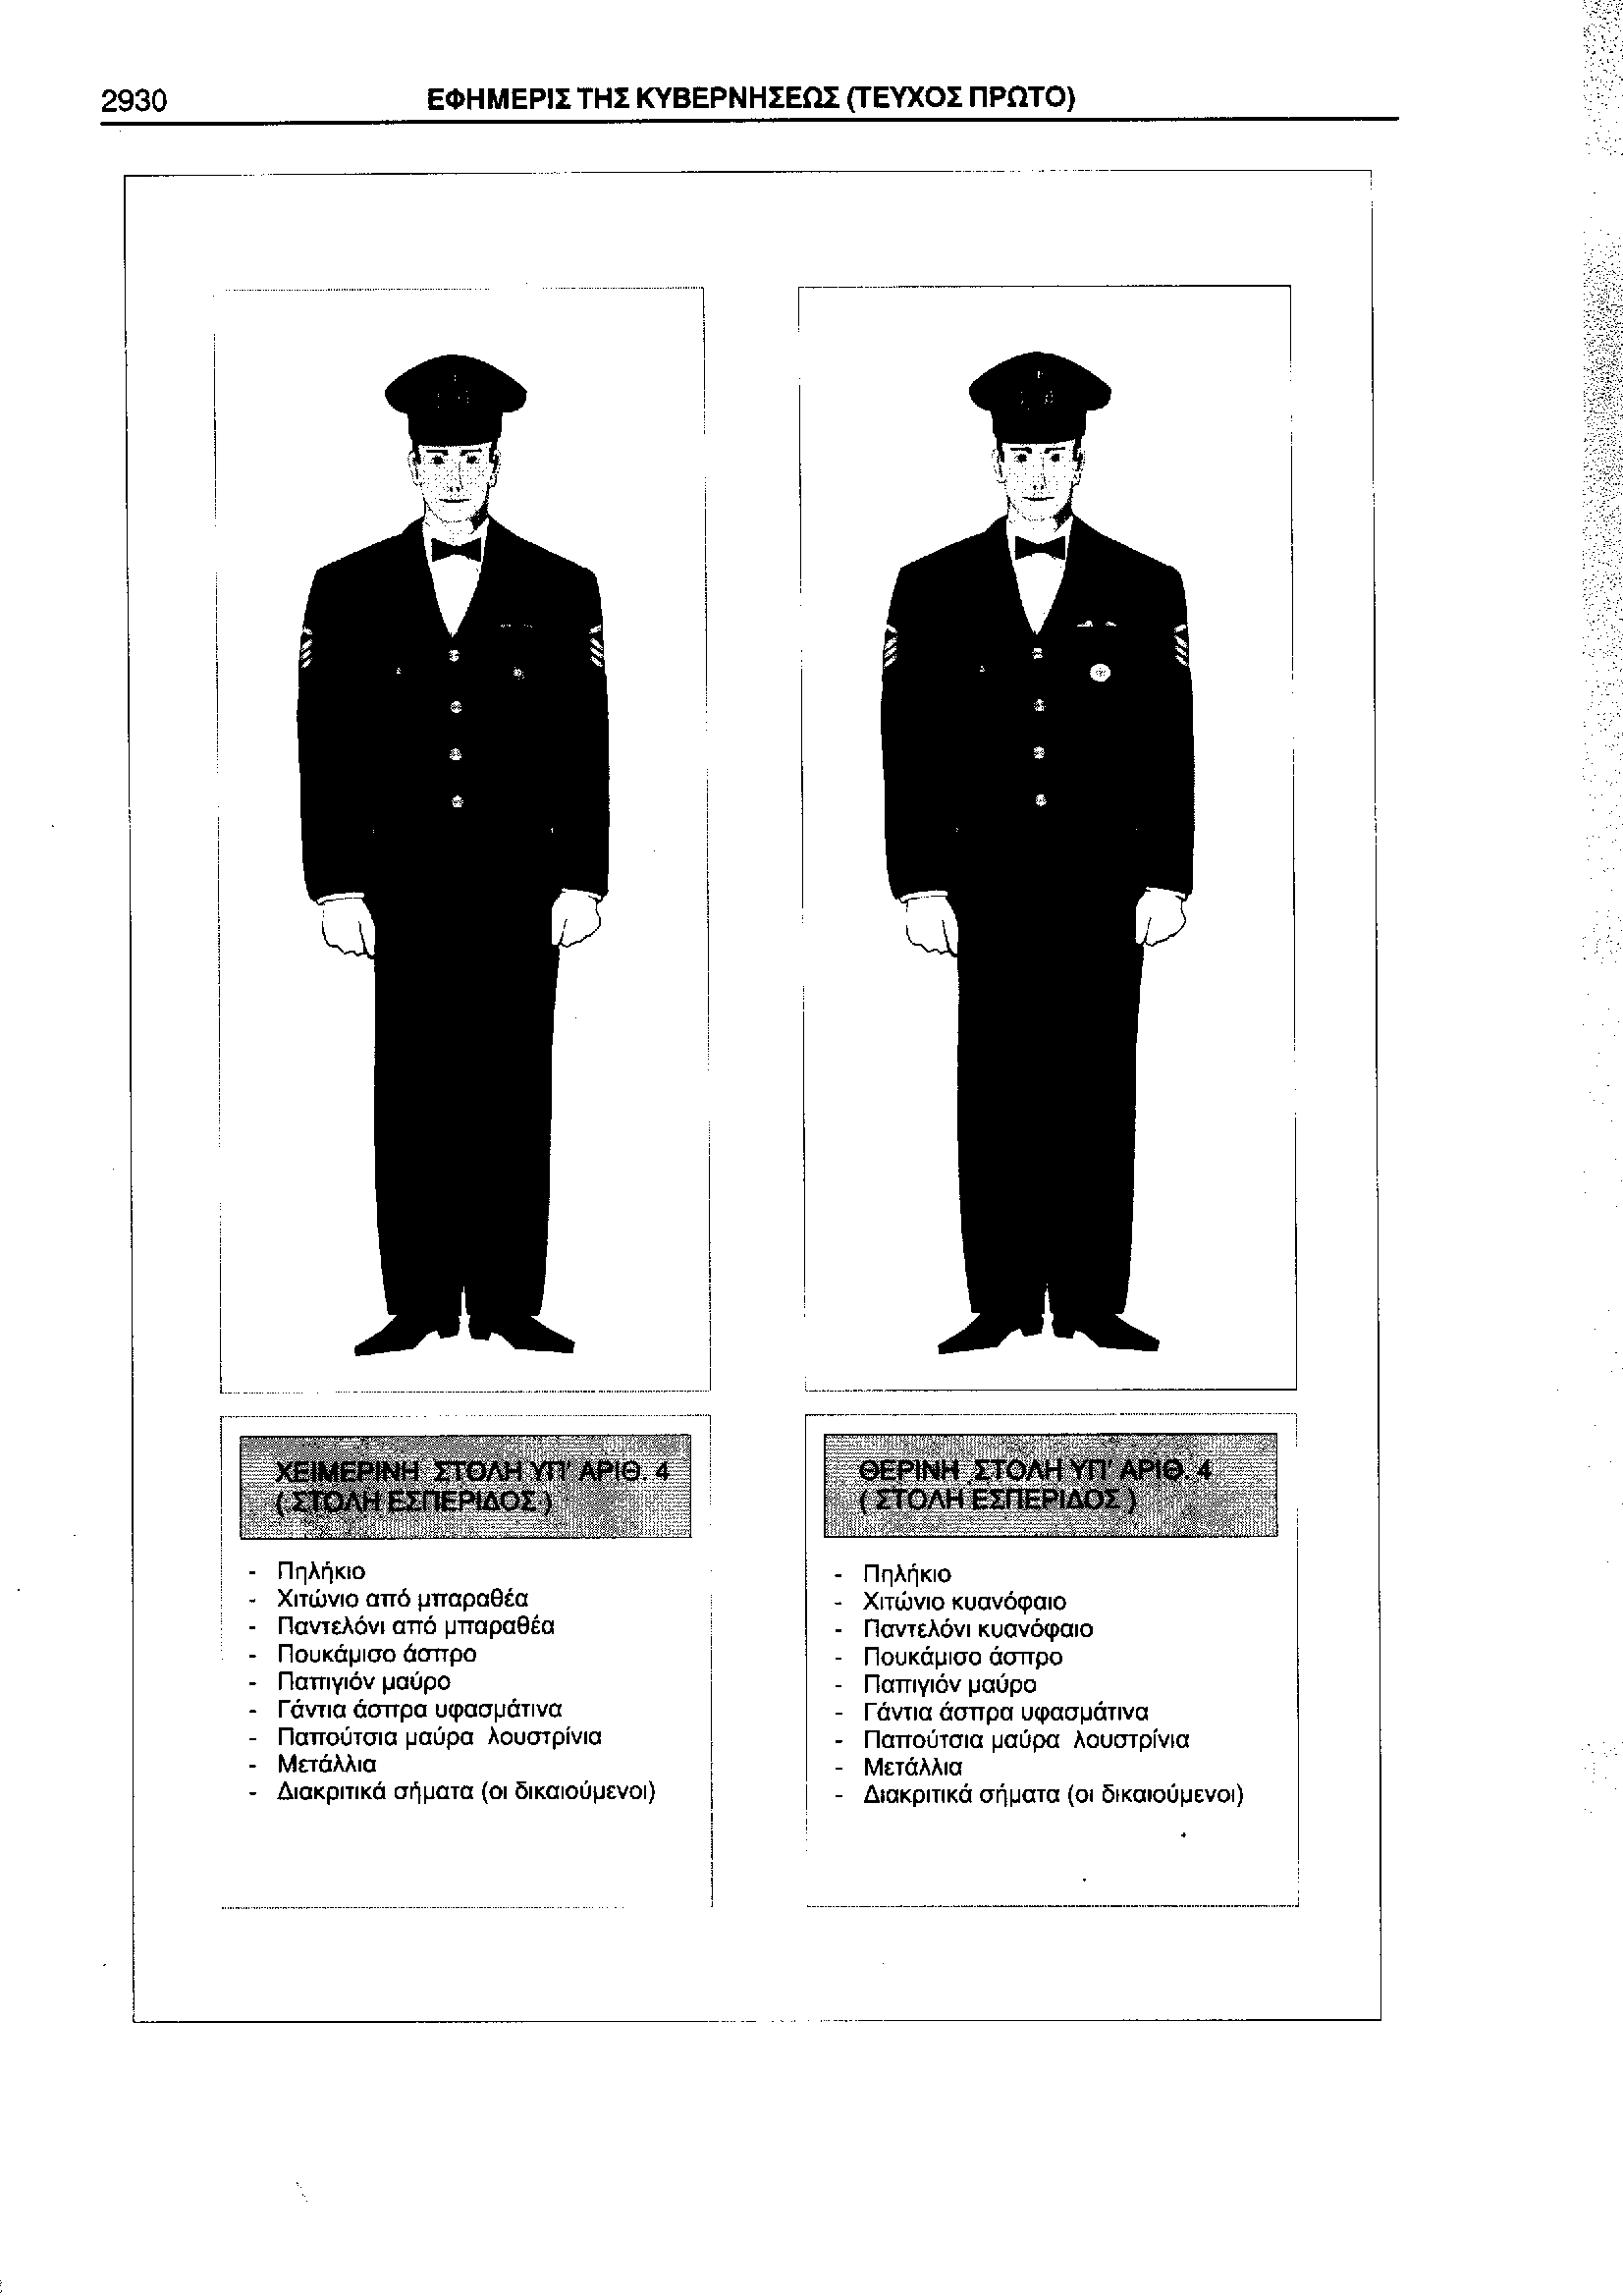 2930
ΕΦΗΜΕΡΙΣ ΤΗΣ ΚΥΒΕΡΝΗΣΕΩΣ (ΤΕΥΧΟΣ ΠΡΩΤΟ)
ΧΕΙΜΕΡΙΝΗ ΣΤΟΛΗ ΥΠ' ΑΡΙΘ. 4
( ΣΤΟΛΗ ΕΣΠΕΡΙΔΟΣ )
- Πηλήκιο
- Χιτώνιο από μπαραθέα
- Παντελόνι από μπαραθέα
- Πουκάμισο άσπρο
- Παπιγιόν μαύρο
- Γάντια άσπρα υφασμάτινα
- Παπούτσια μαύρα λουστρίνια
- Μετάλλια
- Διακριτικά σήματα (οι δικαιούμενοι)
ΘΕΡΙΝΗ ΣΤΟΛΗ ΥΠ' ΑΡΙΘ. 4
( ΣΤΟΛΗ ΕΣΠΕΡΙΔΟΣ )
- Πηλήκιο
- Χιτώνιο κυανόφαιο
- Παντελόνι κυανόφαιο
- Πουκάμισο άσπρο
- Παπιγιόν μαύρο
- Γάντια άσπρα υφασμάτινα
- Παπούτσια μαύρα λουστρίνια
- Μετάλλια
- Διακριτικά σήματα (οι δικαιούμενοι)